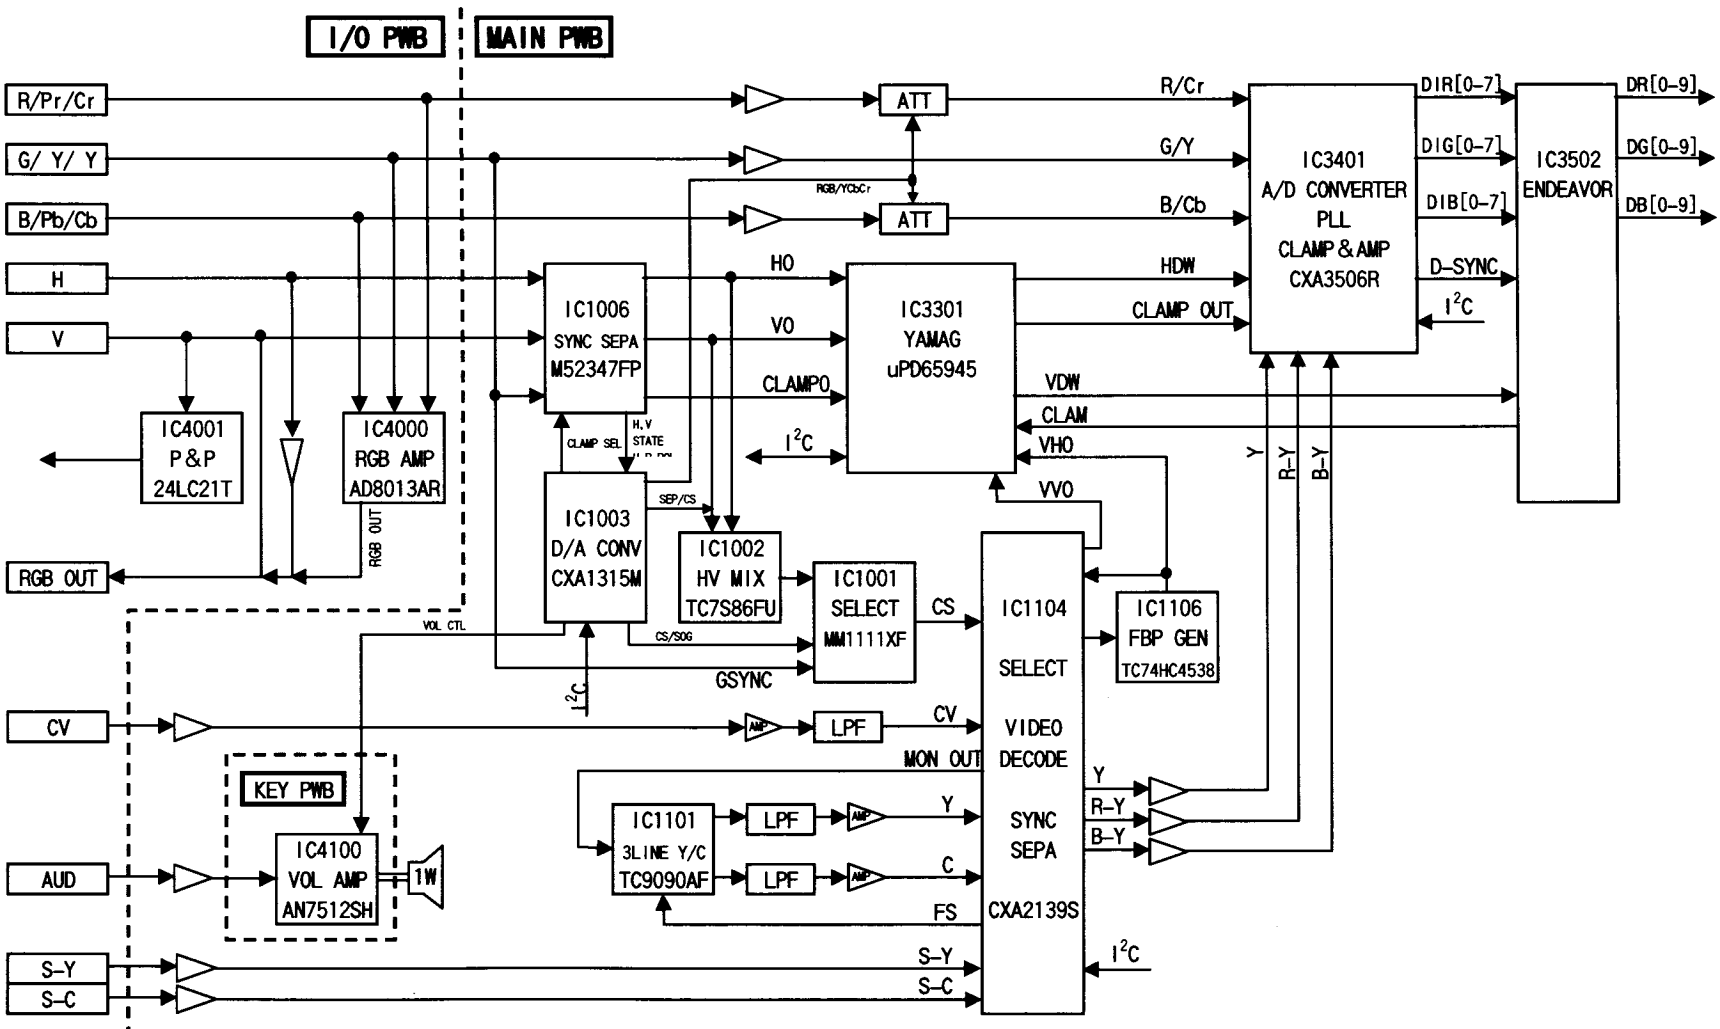 I/O PWB
MAIN PWB
R/Pr/Cr
ATT
R/Cr
DIR[0-7]
DR[0-9]
G/ Y/ Y
G/Y
DIG[0-7]
DG[0-9]
RGB/YCbCr
B/Pb/Cb
ATT
B/Cb
DIB[0-7]
DB[0-9]
IC3401
A/D CONVERTER
PLL
CLAMP & AMP
CXA3506R
IC3502
ENDEAVOR
H
HO
HDW
D-SYNC
V
VO
CLAMP OUT
I²C
IC1006
SYNC SEPA
M52347FP
IC3301
YAMAG
uPD65945
CLAMPO
VDW
CLAM
I²C
VHO
VVO
Y
R-Y
B-Y
IC4001
P & P
24LC21T
IC4000
RGB AMP
AD8013AR
RGB OUT
RGB OUT
CLAMP SEL
H,V
STATE
IC1003
D/A CONV
CXA1315M
SEP/CS
IC1002
HV MIX
TC7S86FU
IC1001
SELECT
MM1111XF
CS
VOL CTL
CS/SOG
GSYNC
I²C
IC1104
SELECT
VIDEO
DECODE
SYNC
SEPA
CXA2139S
IC1106
FBP GEN
TC74HC4538
CV
AMP
LPF
CV
MON OUT
KEY PWB
IC1101
3LINE Y/C
TC9090AF
LPF
AMP
Y
LPF
AMP
C
FS
Y
R-Y
B-Y
AUD
IC4100
VOL AMP
AN7512SH
1W
S-Y
S-Y
I²C
S-C
S-C